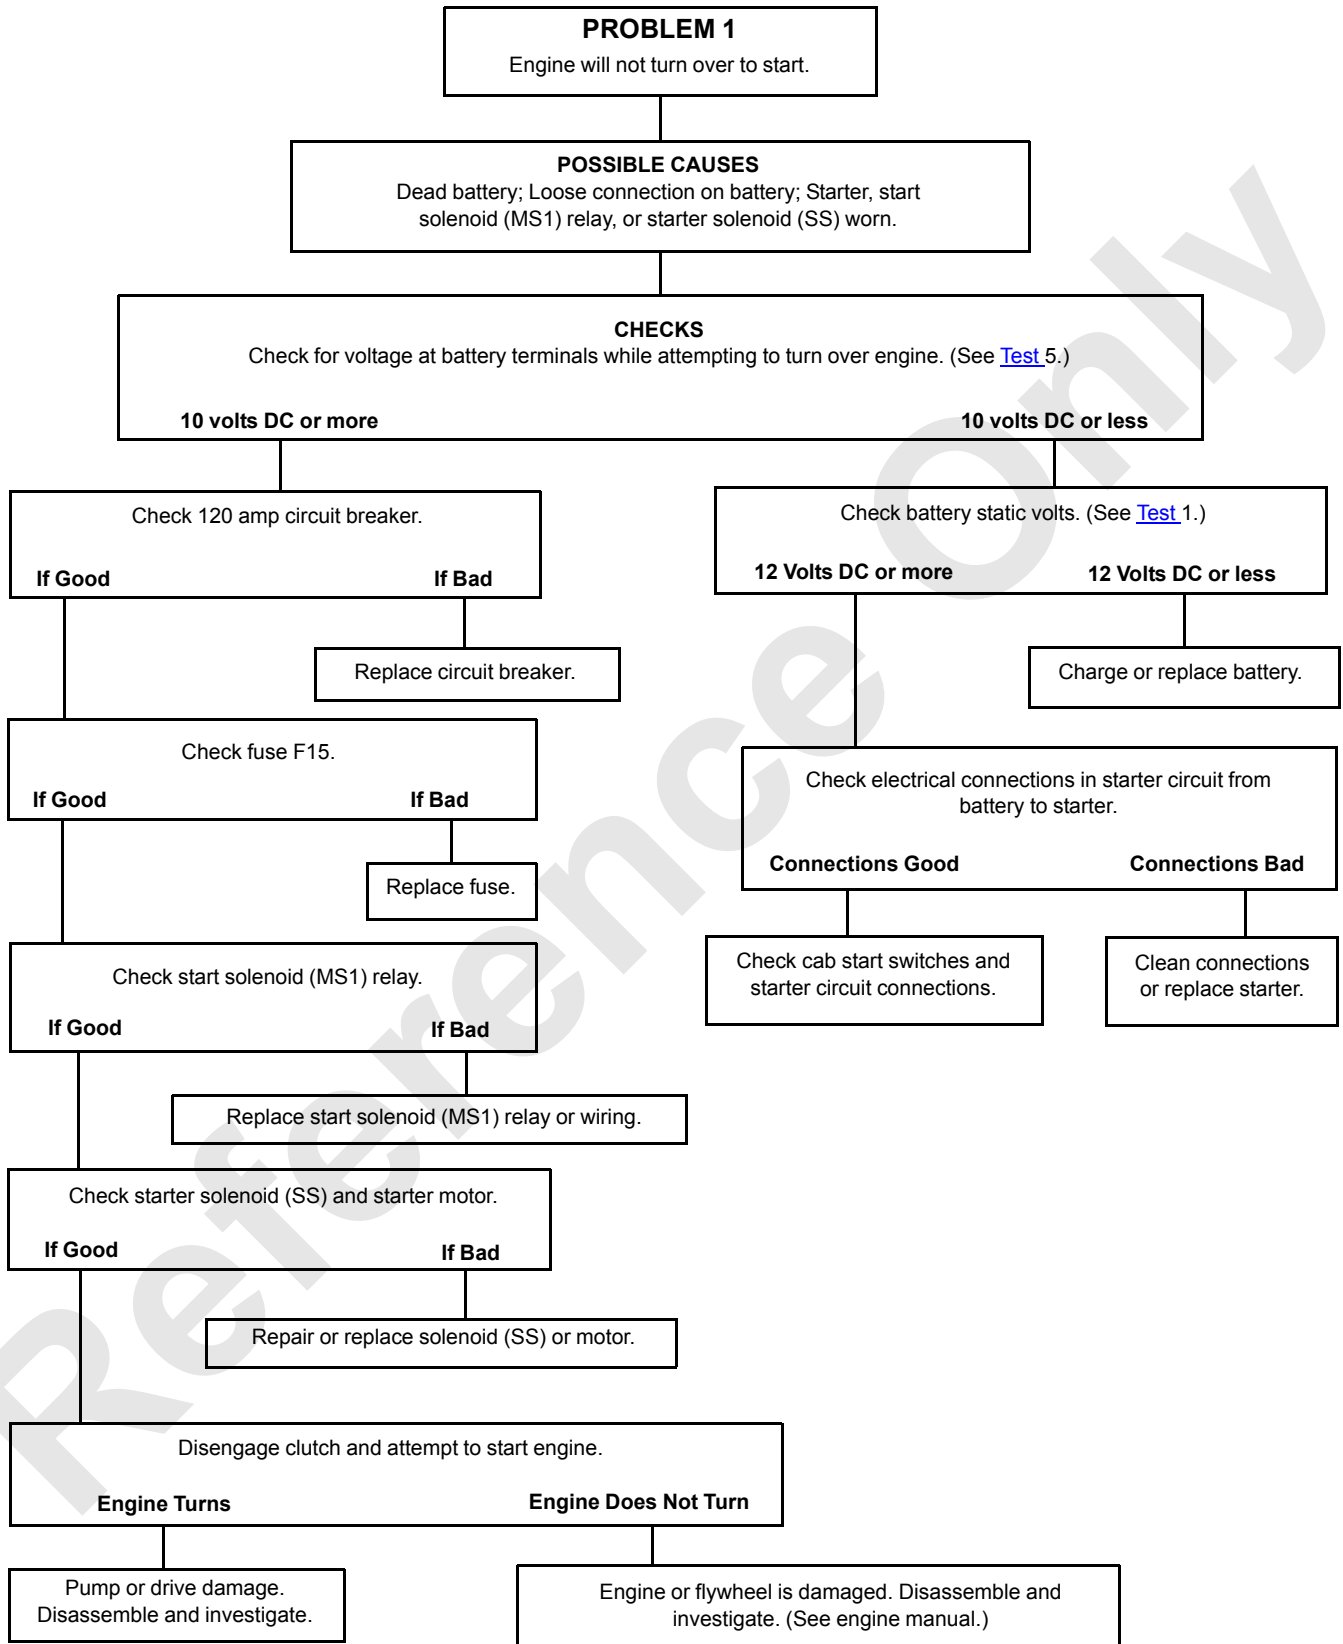 PROBLEM 1
Engine will not turn over to start.
POSSIBLE CAUSES
Dead battery; Loose connection on battery; Starter, start
solenoid (MS1) relay, or starter solenoid (SS) worn.
CHECKS
Check for voltage at battery terminals while attempting to turn over engine. (See Test 5.)
10 volts DC or more
10 volts DC or less
Check 120 amp circuit breaker.
If Good
If Bad
Replace circuit breaker.
Check fuse F15.
If Good
If Bad
Replace fuse.
Check start solenoid (MS1) relay.
If Good
If Bad
Replace start solenoid (MS1) relay or wiring.
Check starter solenoid (SS) and starter motor.
If Good
If Bad
Repair or replace solenoid (SS) or motor.
Disengage clutch and attempt to start engine.
Engine Turns
Engine Does Not Turn
Pump or drive damage.
Disassemble and investigate.
Engine or flywheel is damaged. Disassemble and
investigate. (See engine manual.)
Check battery static volts. (See Test 1.)
12 Volts DC or more
12 Volts DC or less
Charge or replace battery.
Check electrical connections in starter circuit from
battery to starter.
Connections Good
Connections Bad
Check cab start switches and
starter circuit connections.
Clean connections
or replace starter.
Reference Only